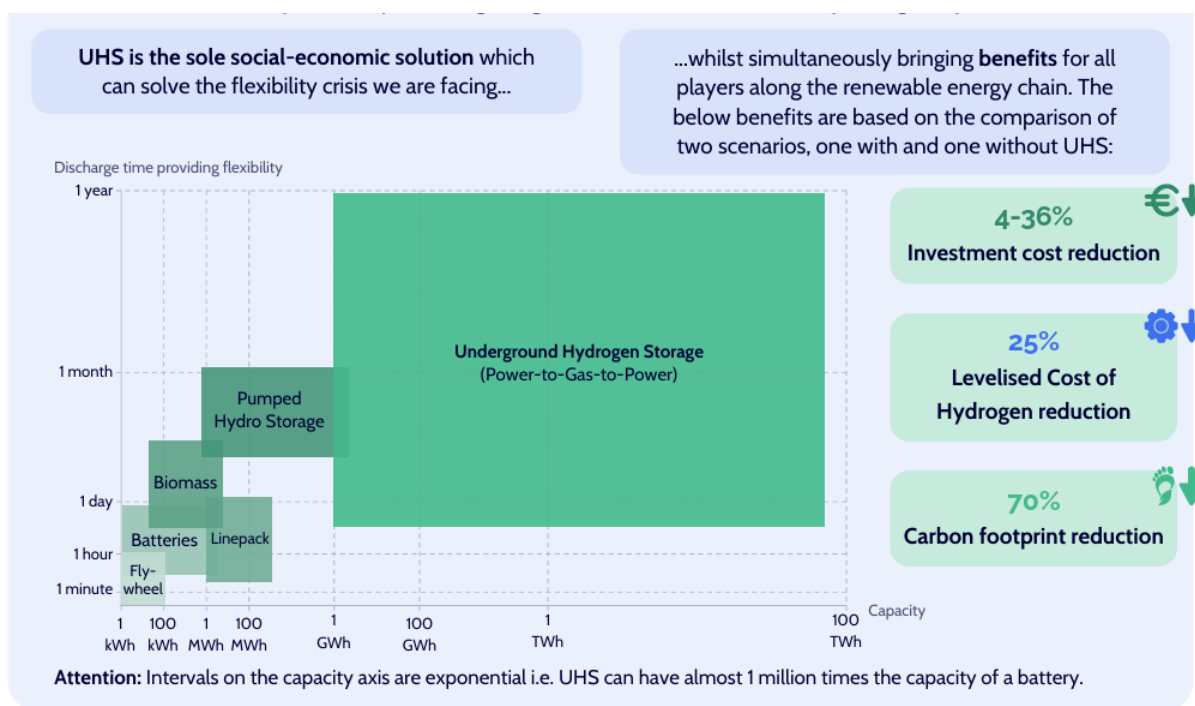 UHS is the sole social-economic solution which
can solve the flexibility crisis we are facing...
...whilst simultaneously bringing benefits for all
players along the renewable energy chain. The
below benefits are based on the comparison of
two scenarios, one with and one without UHS:
Discharge time providing flexibility
1 year
1 month
1 day
1 hour
1 minute
Underground Hydrogen Storage
(Power-to-Gas-to-Power)
Pumped
Hydro Storage
Biomass
Batteries
Linepack
Fly-
wheel
1
kWh
100
kWh
1
MWh
100
MWh
1
GWh
100
GWh
1
TWh
100
TWh
Capacity
€
4-36%
Investment cost reduction
25%
Levelised Cost of
Hydrogen reduction
70%
Carbon footprint reduction
Attention: Intervals on the capacity axis are exponential i.e. UHS can have almost 1 million times the capacity of a battery.